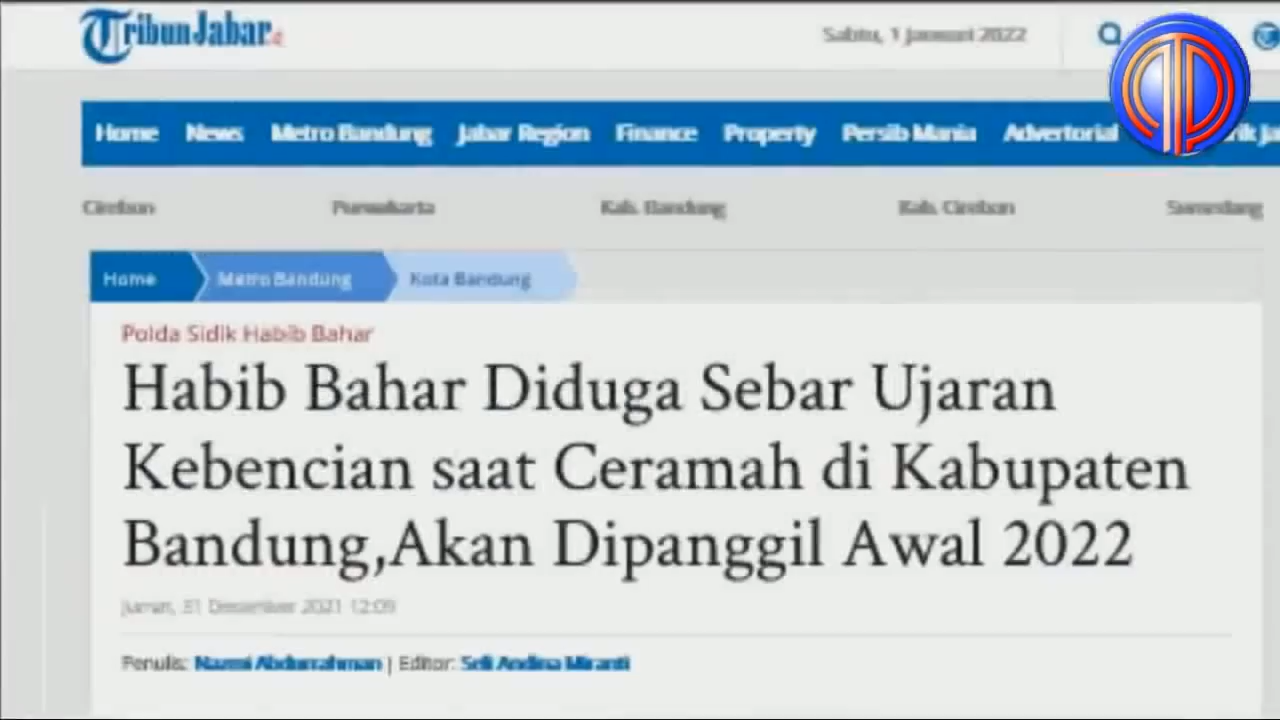 TribunJabar.id
Sabtu, 1 Januari 2022
Home News Metro Bandung Jabar Region Finance Property Persib Mania Advertorial
Cirebon Purwakarta Kab. Bandung Kab. Cirebon Sumedang
Home Metro Bandung Kota Bandung
Polda Sidik Habib Bahar
Habib Bahar Diduga Sebar Ujaran
Kebencian saat Ceramah di Kabupaten
Bandung,Akan Dipanggil Awal 2022
Jumat, 31 Desember 2021 12:09
Penulis: Nazmi Abdurrahman | Editor: Seli Andina Miranti